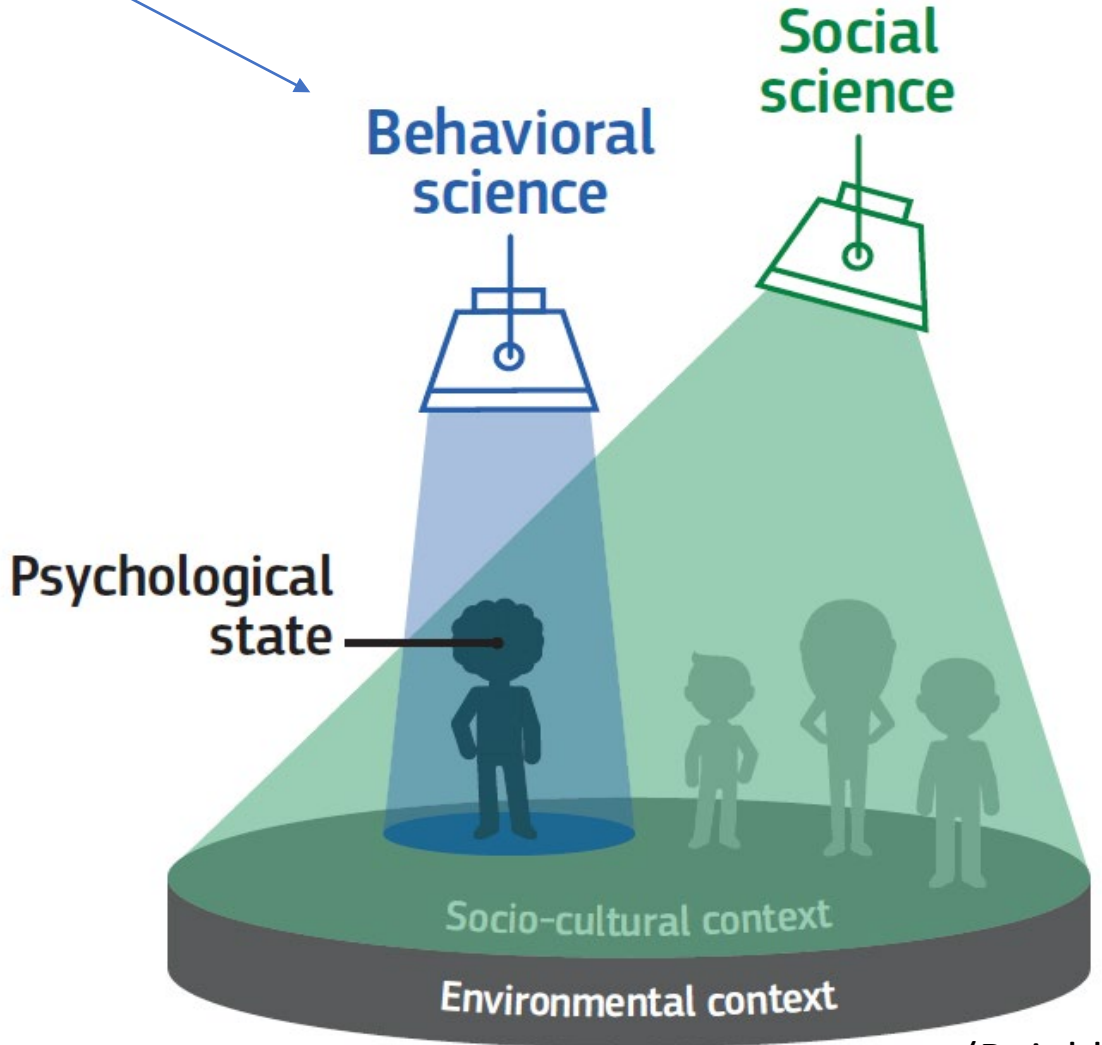 Social
science
Behavioral
science
Psychological
state
Socio-cultural context
Environmental context